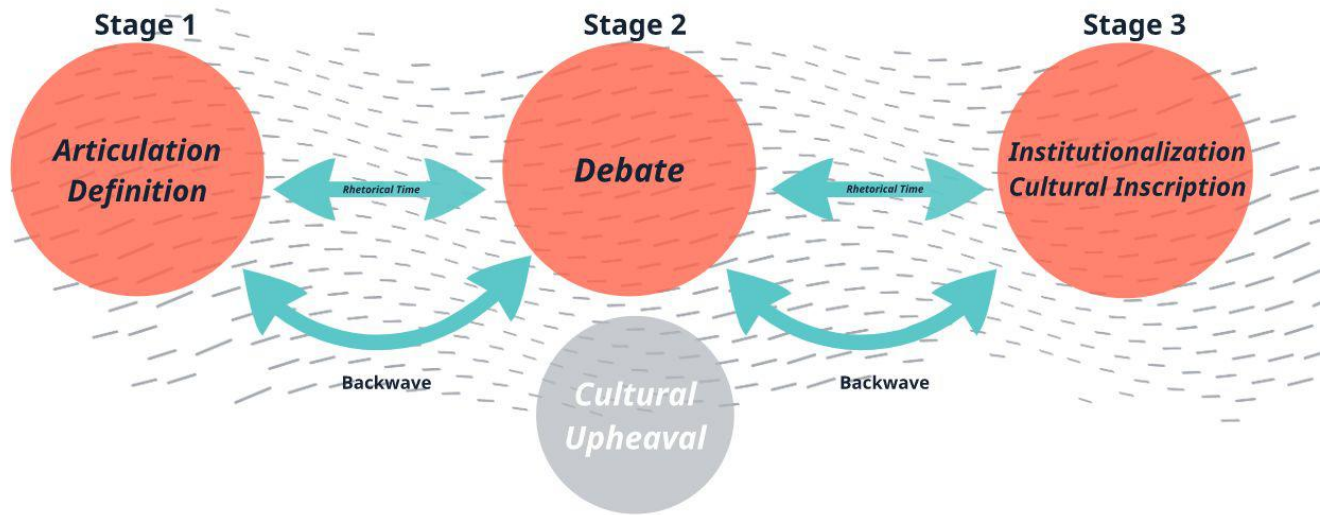 Stage 1
Stage 2
Stage 3
Articulation
Definition
Debate
Institutionalization
Cultural Inscription
Rhetorical Time
Rhetorical Time
Backwave
Backwave
Cultural
Upheaval